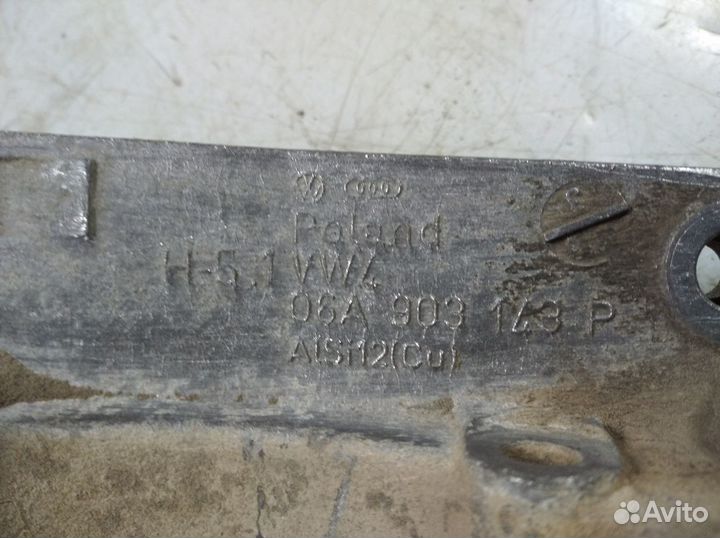 Poland
H-5.1 VW4
06A 903 143 P
AlSi12(Cu)
Avito